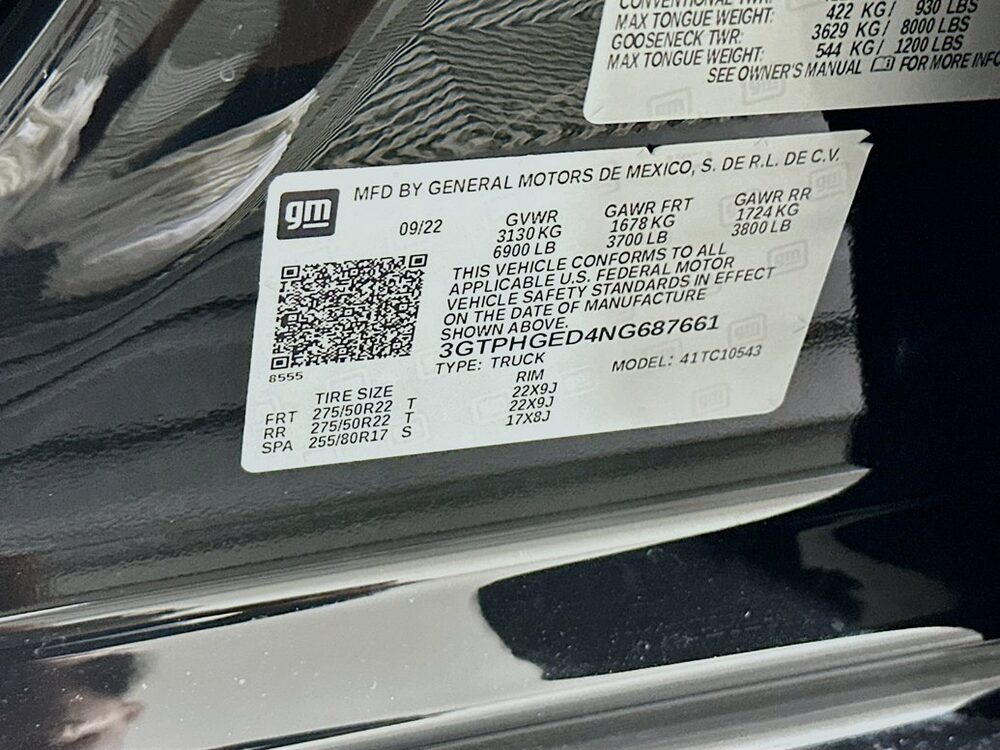 CONVENTIONAL TWR:
MAX TONGUE WEIGHT: 422 KG/ 930 LBS
GOOSENECK TWR: 3629 KG/ 8000 LBS
MAX TONGUE WEIGHT: 544 KG/ 1200 LBS
SEE OWNER'S MANUAL FOR MORE INFO
gm
MFD BY GENERAL MOTORS DE MEXICO, S. DE R.L. DE C.V.
09/22 GVWR GAWR FRT GAWR RR
3130 KG 1678 KG 1724 KG
6900 LB 3700 LB 3800 LB
THIS VEHICLE CONFORMS TO ALL
APPLICABLE U.S. FEDERAL MOTOR
VEHICLE SAFETY STANDARDS IN EFFECT
ON THE DATE OF MANUFACTURE
SHOWN ABOVE.
3GTPHGED4NG687661
TYPE: TRUCK MODEL: 41TC10543
8555
TIRE SIZE RIM
FRT 275/50R22 T 22X9J
RR 275/50R22 T 22X9J
SPA 255/80R17 S 17X8J